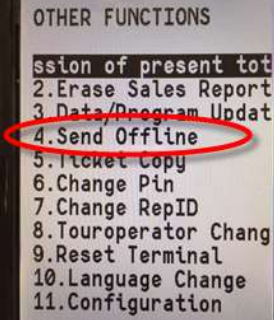 OTHER FUNCTIONS
ssion of present tot
2.Erase Sales Report
3.Data/Program Updat
4.Send Offline
5.Ticket Copy
6.Change Pin
7.Change RepID
8.Touroperator Chang
9.Reset Terminal
10.Language Change
11.Configuration